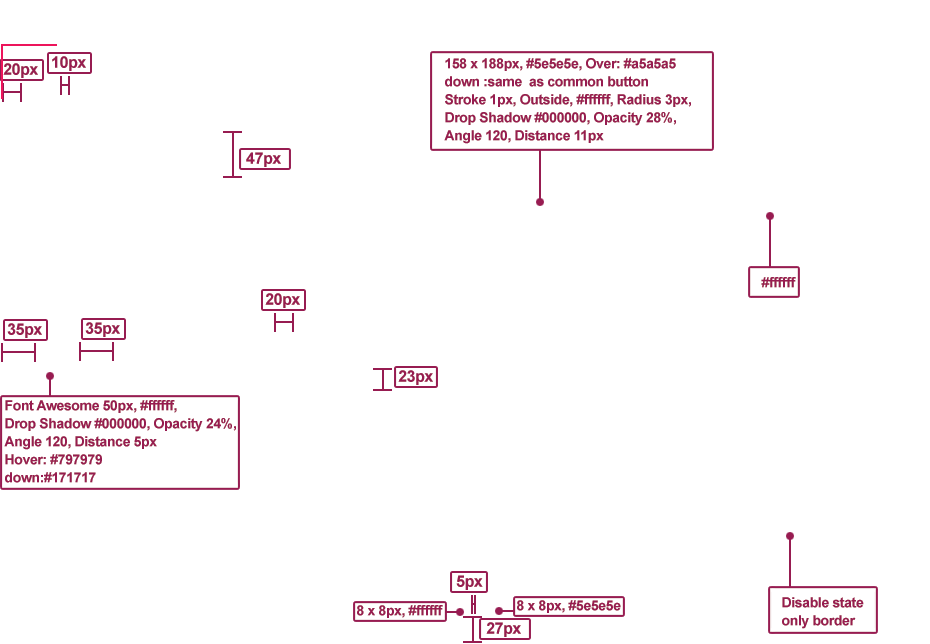 20px
10px
158 x 188px, #5e5e5e, Over: #a5a5a5
down :same  as common button
Stroke 1px, Outside, #ffffff, Radius 3px,
Drop Shadow #000000, Opacity 28%,
Angle 120, Distance 11px
47px
#ffffff
20px
35px
35px
23px
Font Awesome 50px, #ffffff,
Drop Shadow #000000, Opacity 24%,
Angle 120, Distance 5px
Hover: #797979
down:#171717
5px
8 x 8px, #ffffff
8 x 8px, #5e5e5e
27px
Disable state
only border